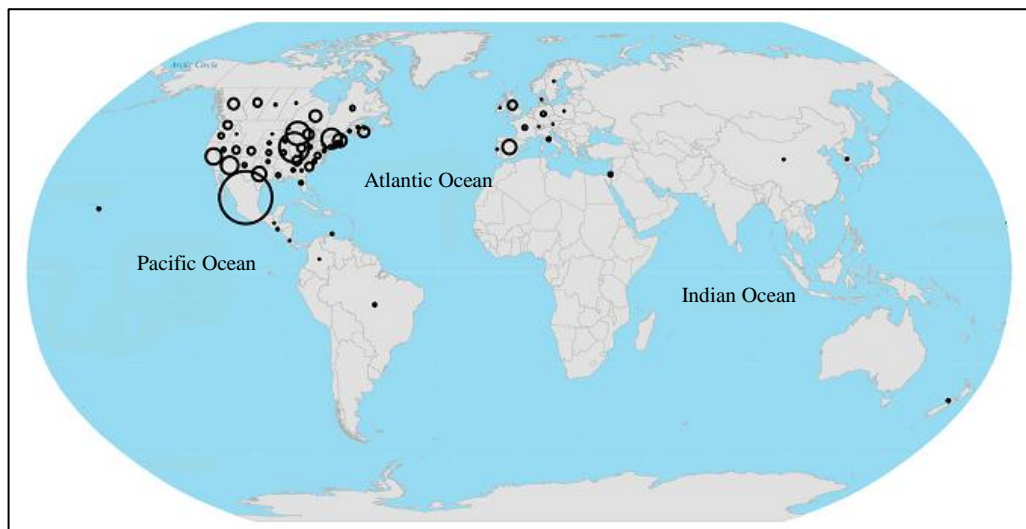 Arctic Circle
Atlantic Ocean
Pacific Ocean
Indian Ocean